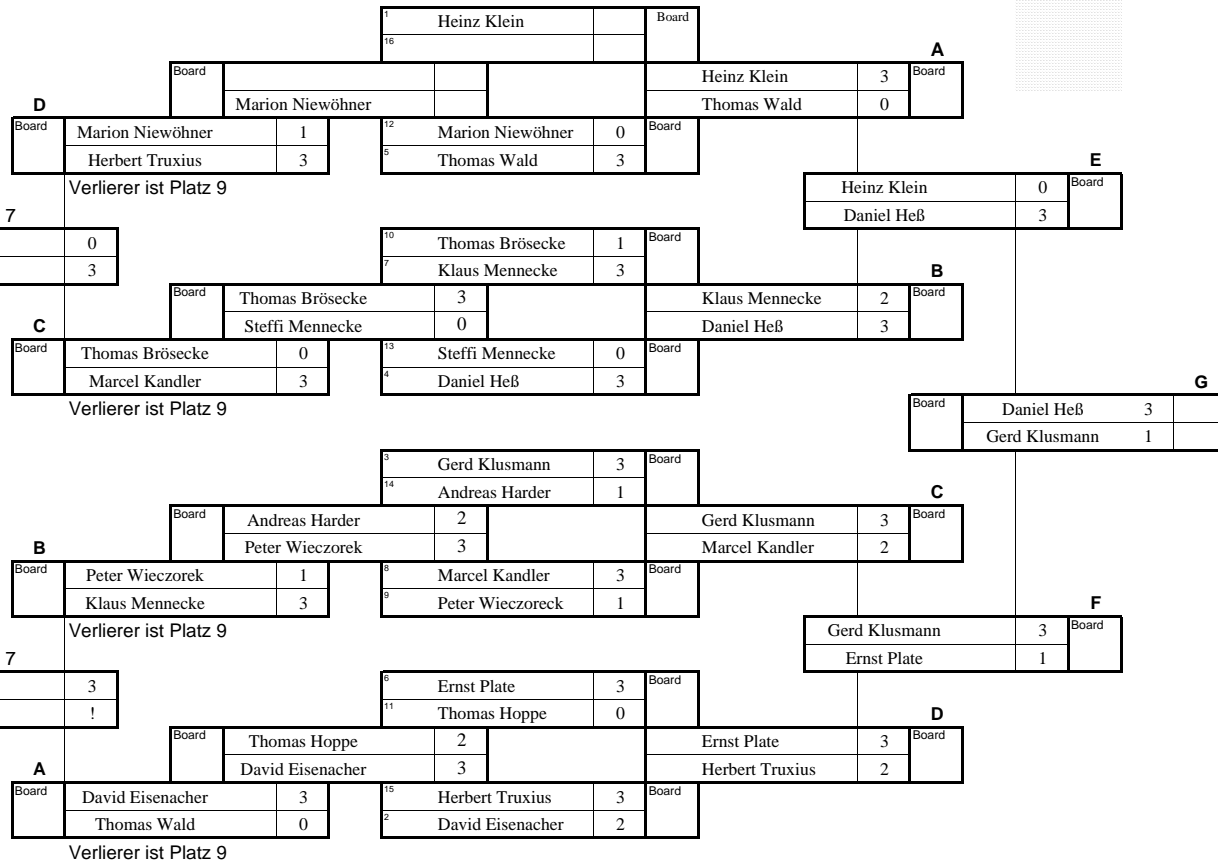 1 Heinz Klein Board
16
A
Board Heinz Klein 3 Board
D Marion Niewöhner Thomas Wald 0
Board Marion Niewöhner 1 12 Marion Niewöhner 0 Board
Herbert Truxius 3 5 Thomas Wald 3
E
Verlierer ist Platz 9 Heinz Klein 0 Board
7 Daniel Heß 3
0 10 Thomas Brösecke 1 Board
3 7 Klaus Mennecke 3
B
Board Thomas Brösecke 3 Klaus Mennecke 2 Board
C Steffi Mennecke 0 Daniel Heß 3
Board Thomas Brösecke 0 13 Steffi Mennecke 0 Board
Marcel Kandler 3 4 Daniel Heß 3
G
Verlierer ist Platz 9 Board Daniel Heß 3
Gerd Klusmann 1
3 Gerd Klusmann 3 Board
14 Andreas Harder 1
C
Board Andreas Harder 2 Gerd Klusmann 3 Board
B Peter Wieczorek 3 Marcel Kandler 2
Board Peter Wieczorek 1 8 Marcel Kandler 3 Board
Klaus Mennecke 3 9 Peter Wieczoreck 1
F
Verlierer ist Platz 9 Gerd Klusmann 3 Board
7 Ernst Plate 1
3 6 Ernst Plate 3 Board
! 11 Thomas Hoppe 0
D
Board Thomas Hoppe 2 Ernst Plate 3 Board
A David Eisenacher 3 Herbert Truxius 2
Board David Eisenacher 3 15 Herbert Truxius 3 Board
Thomas Wald 0 2 David Eisenacher 2
Verlierer ist Platz 9